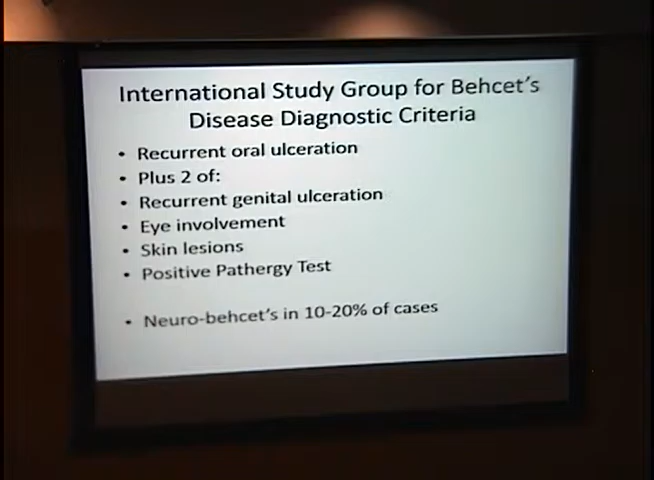 International Study Group for Behcet's
Disease Diagnostic Criteria
• Recurrent oral ulceration
• Plus 2 of:
• Recurrent genital ulceration
• Eye involvement
• Skin lesions
• Positive Pathergy Test
• Neuro-behcet's in 10-20% of cases